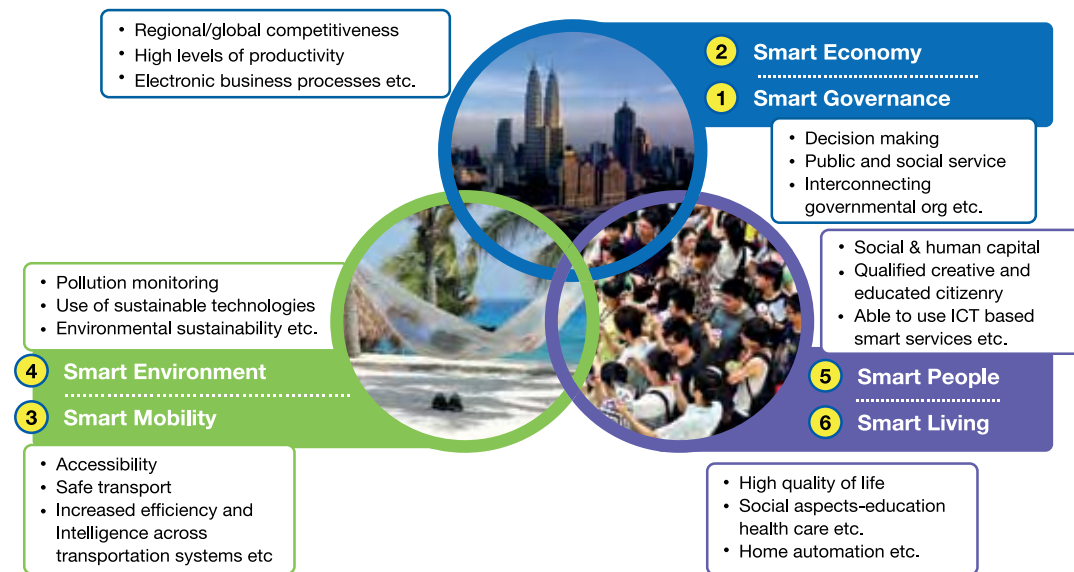 • Regional/global competitiveness
• High levels of productivity
• Electronic business processes etc.
2 Smart Economy
1 Smart Governance
• Decision making
• Public and social service
• Interconnecting
governmental org etc.
• Social & human capital
• Qualified creative and
educated citizenry
• Able to use ICT based
smart services etc.
• Pollution monitoring
• Use of sustainable technologies
• Environmental sustainability etc.
4 Smart Environment
3 Smart Mobility
5 Smart People
6 Smart Living
• Accessibility
• Safe transport
• Increased efficiency and
Intelligence across
transportation systems etc
• High quality of life
• Social aspects-education
health care etc.
• Home automation etc.